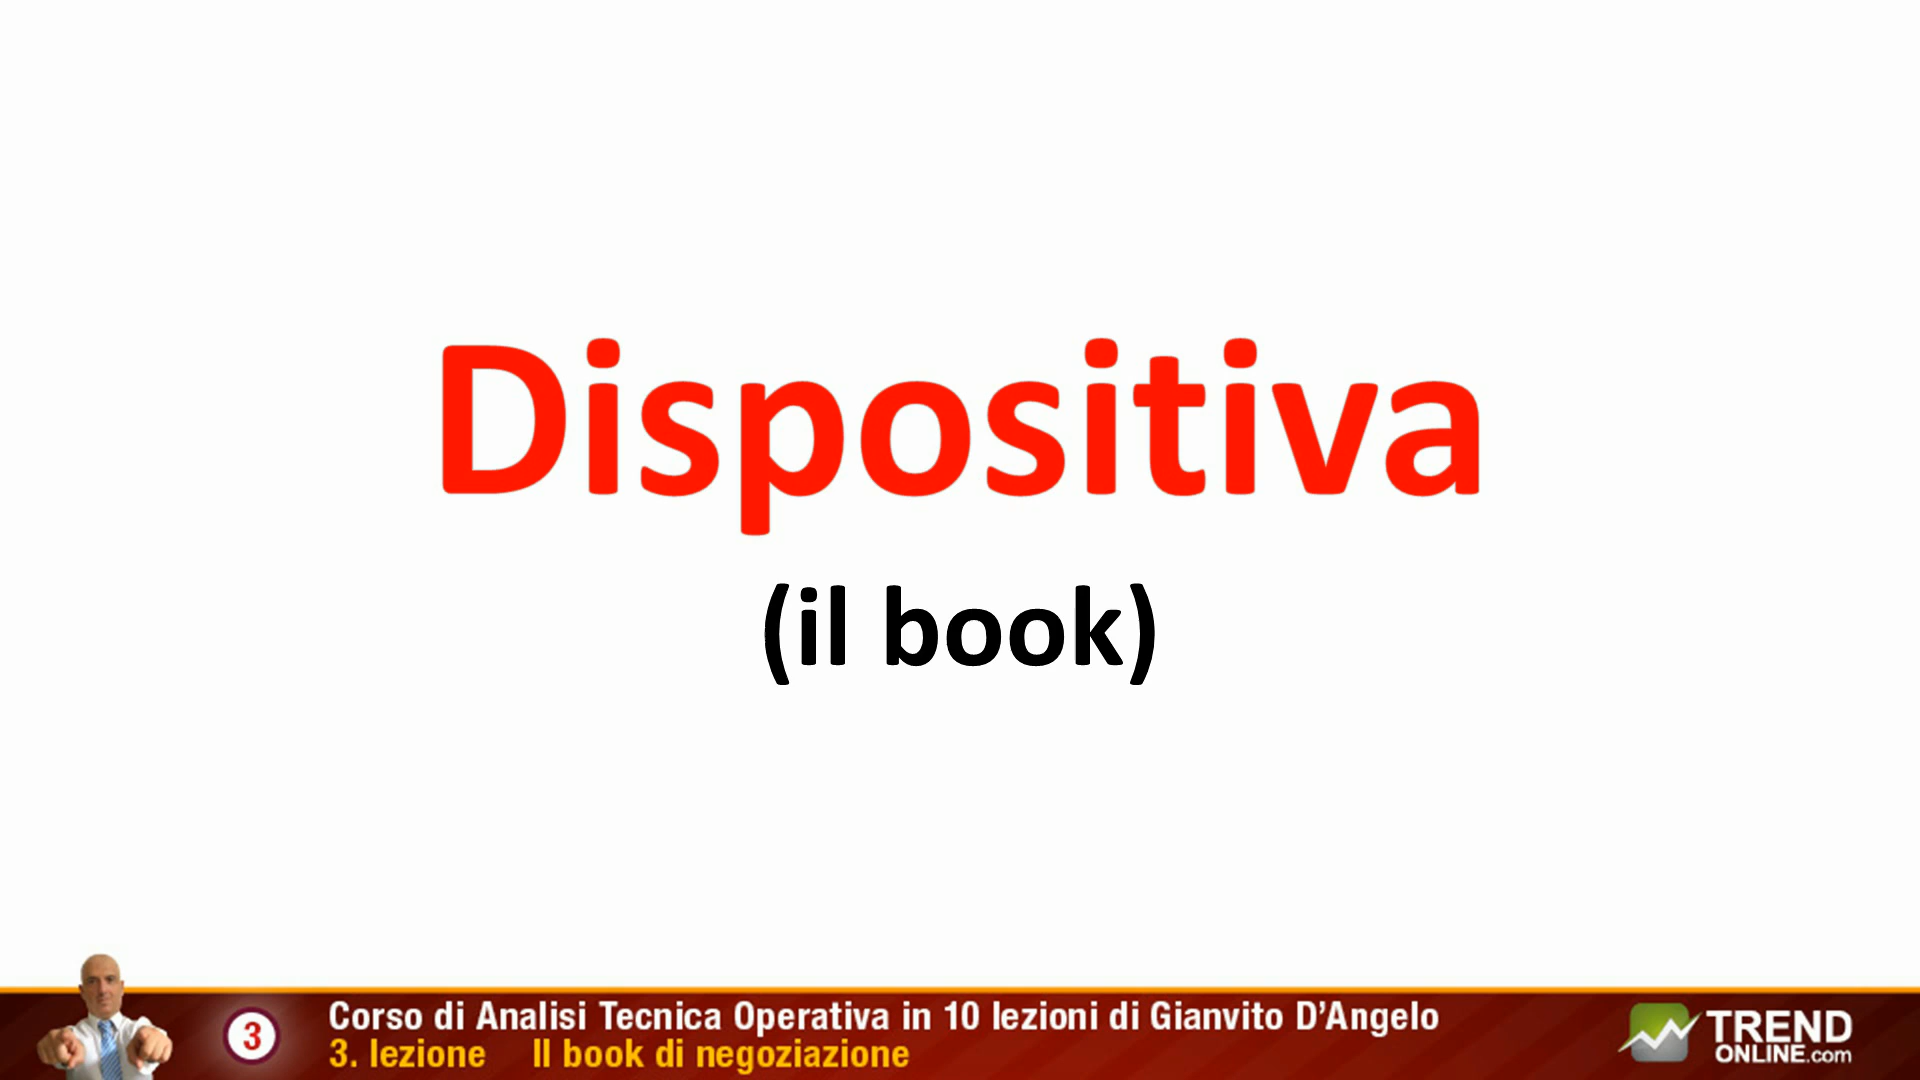 Dispositiva
(il book)
3
Corso di Analisi Tecnica Operativa in 10 lezioni di Gianvito D’Angelo
3. lezione Il book di negoziazione
TREND
ONLINE.com